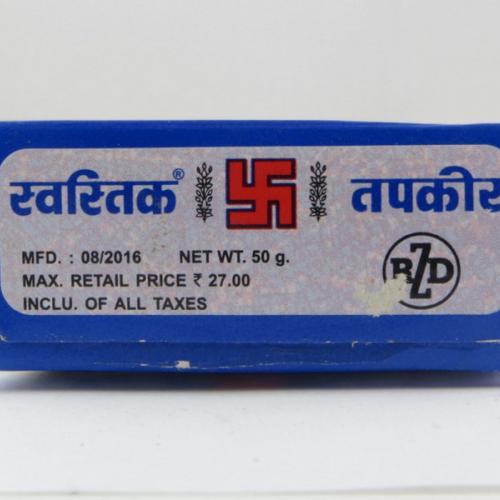 स्वस्तिक® तपकीर
MFD. : 08/2016 NET WT. 50 g.
MAX. RETAIL PRICE ₹ 27.00
INCLU. OF ALL TAXES
BZD